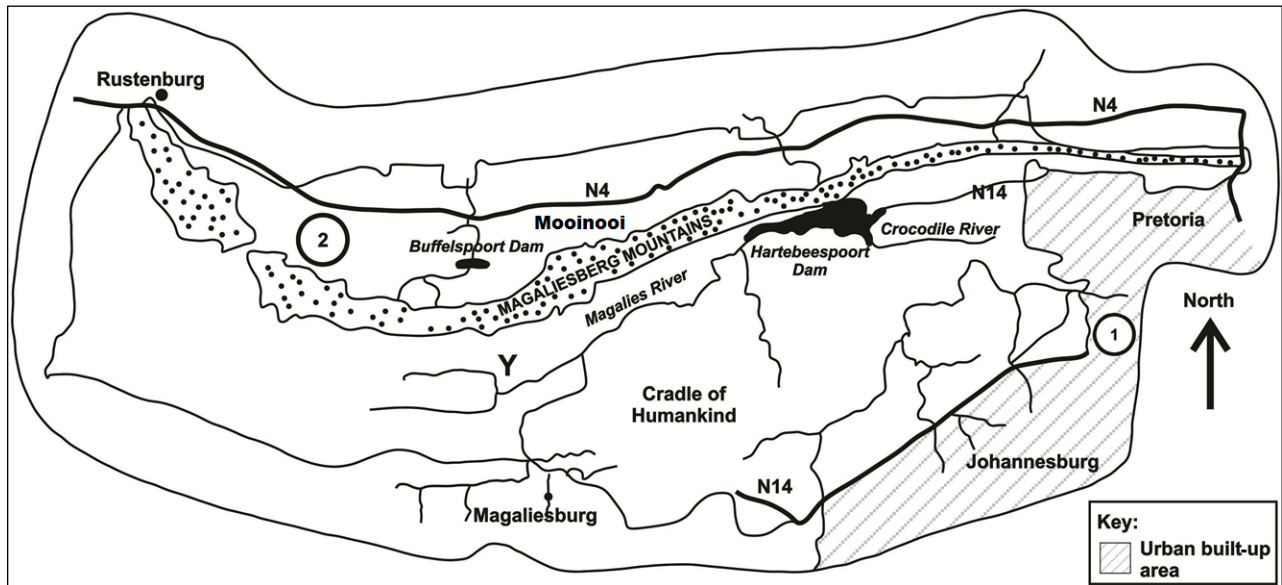 Rustenburg
N4
N4
Mooinooi
N14
Pretoria
2
Buffelspoort Dam
MAGALIESBERG MOUNTAINS
Hartebeespoort
Dam
Crocodile River
Magalies River
North
1
Y
Cradle of
Humankind
Johannesburg
N14
Magaliesburg
Key:
Urban built-up
area